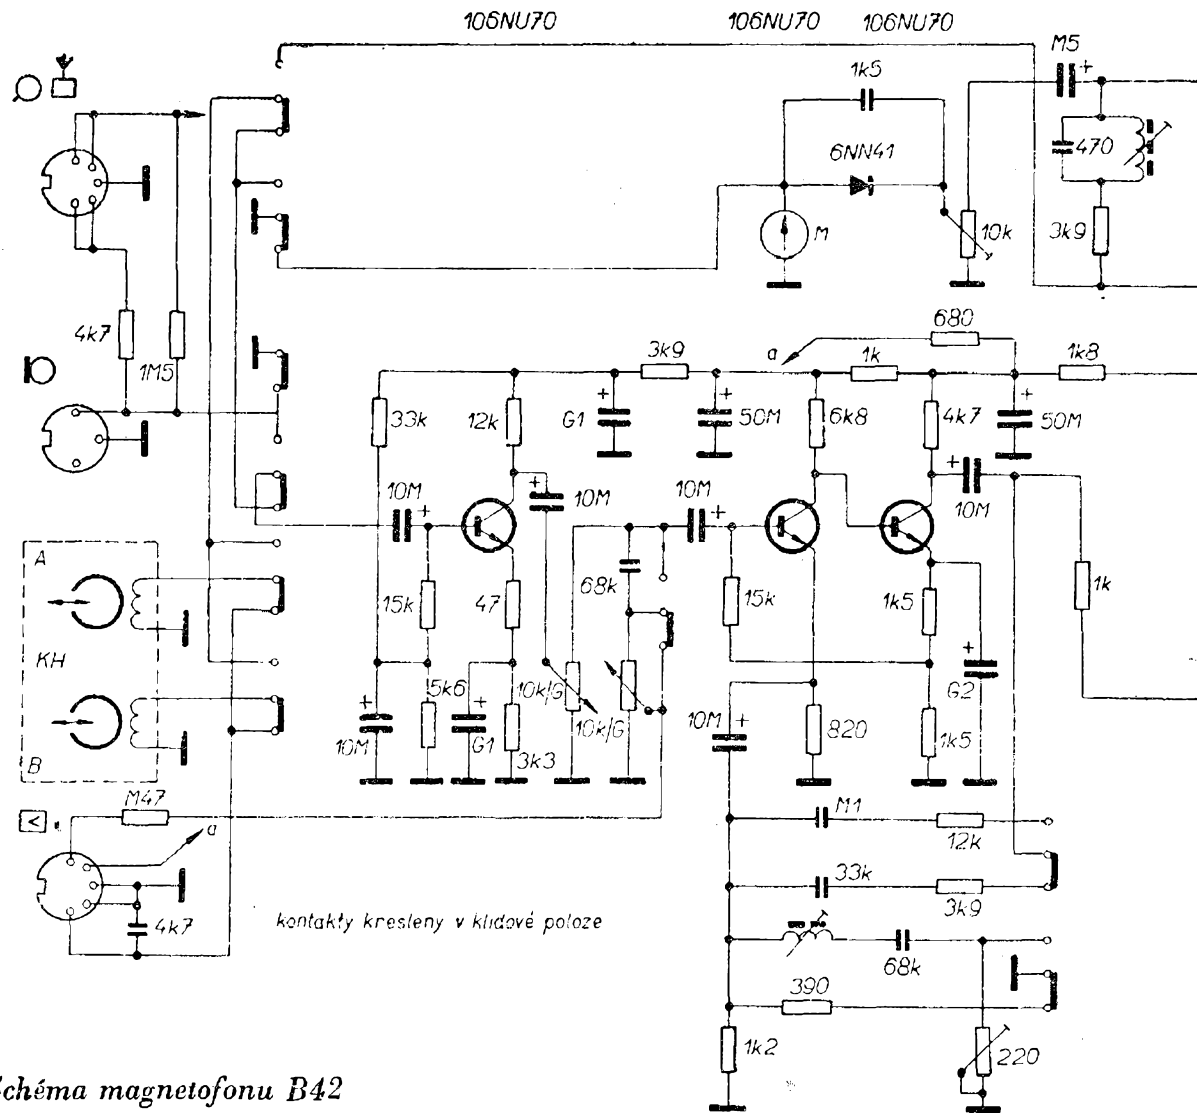 106NU70 106NU70 106NU70
M5
1k5
470
6NN41
M
10k
3k9
4k7
1M5
680
a
3k9
1k
1k8
33k
12k
G1
50M
6k8
4k7
50M
10M
10M
10M
10M
A
68k
15k
47
15k
1k5
1k
KH
5k6
10k/G
10k/G
G2
10M
G1
3k3
10M
820
1k5
B
M47
M1
a
12k
33k
3k9
4k7
kontakty kresleny v klidové poloze
68k
390
1k2
220
chéma magnetofonu B42